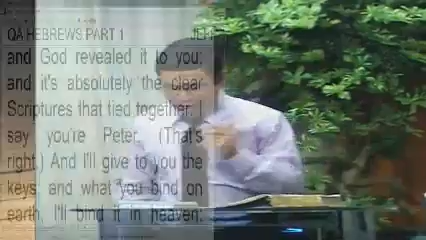 QA HEBREWS PART 1 JEFF
and God revealed it to you;
and it's absolutely the clear
Scriptures that tied together. I
say you're Peter. (That's
right.) And I'll give to you the
keys; and what you bind on
earth, I'll bind it in heaven;